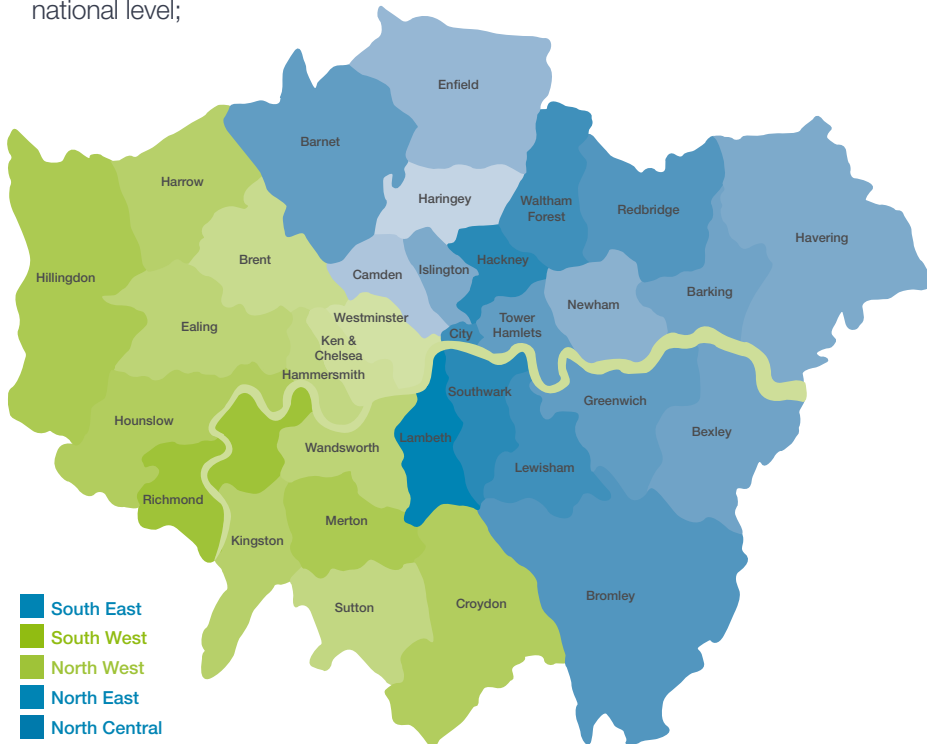 national level;
Enfield
Barnet
Harrow
Haringey
Waltham
Forest
Redbridge
Havering
Brent
Hackney
Islington
Camden
Hillingdon
Barking
Newham
Westminster
Tower
Hamlets
City
Ealing
Ken &
Chelsea
Hammersmith
Southwark
Greenwich
Hounslow
Bexley
Lambeth
Wandsworth
Lewisham
Richmond
Merton
Kingston
Bromley
Croydon
Sutton
South East
South West
North West
North East
North Central